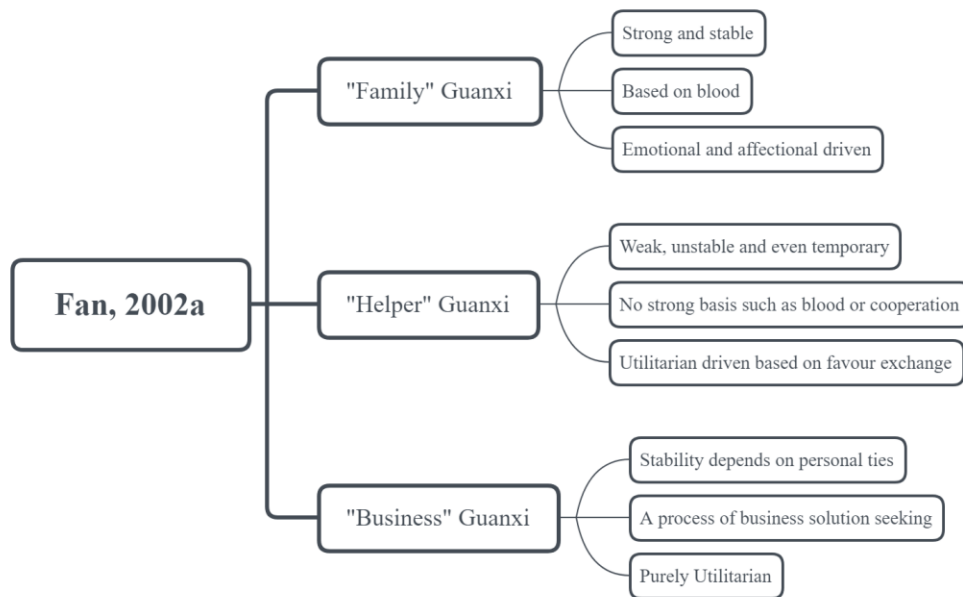 Fan, 2002a
"Family" Guanxi
Strong and stable
Based on blood
Emotional and affectional driven
"Helper" Guanxi
Weak, unstable and even temporary
No strong basis such as blood or cooperation
Utilitarian driven based on favour exchange
"Business" Guanxi
Stability depends on personal ties
A process of business solution seeking
Purely Utilitarian